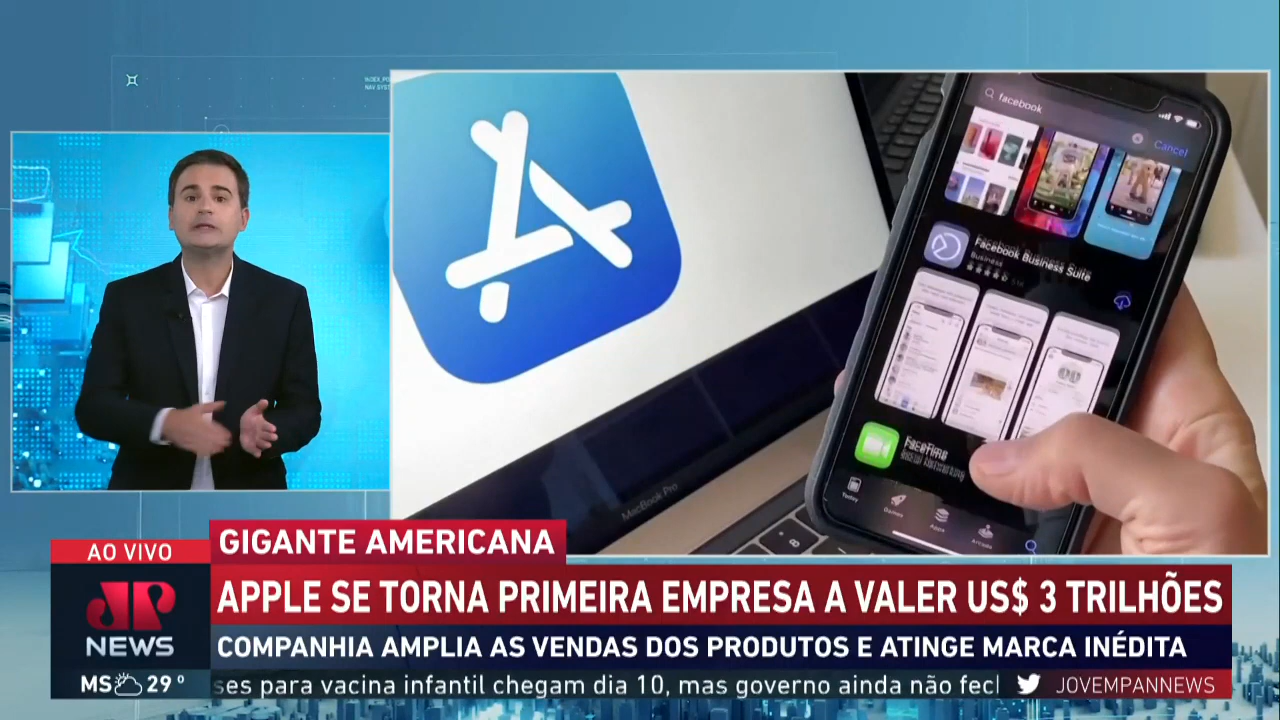 facebook
Cancel
Facebook Business Suite
Business
FaceTime
Today
Games
Apps
Arcade
MacBook Pro
GIGANTE AMERICANA
AO VIVO
APPLE SE TORNA PRIMEIRA EMPRESA A VALER US$ 3 TRILHÕES
JP
NEWS
COMPANHIA AMPLIA AS VENDAS DOS PRODUTOS E ATINGE MARCA INÉDITA
MS 29 º
ses para vacina infantil chegam dia 10, mas governo ainda não fecl
JOVEMPANNEWS